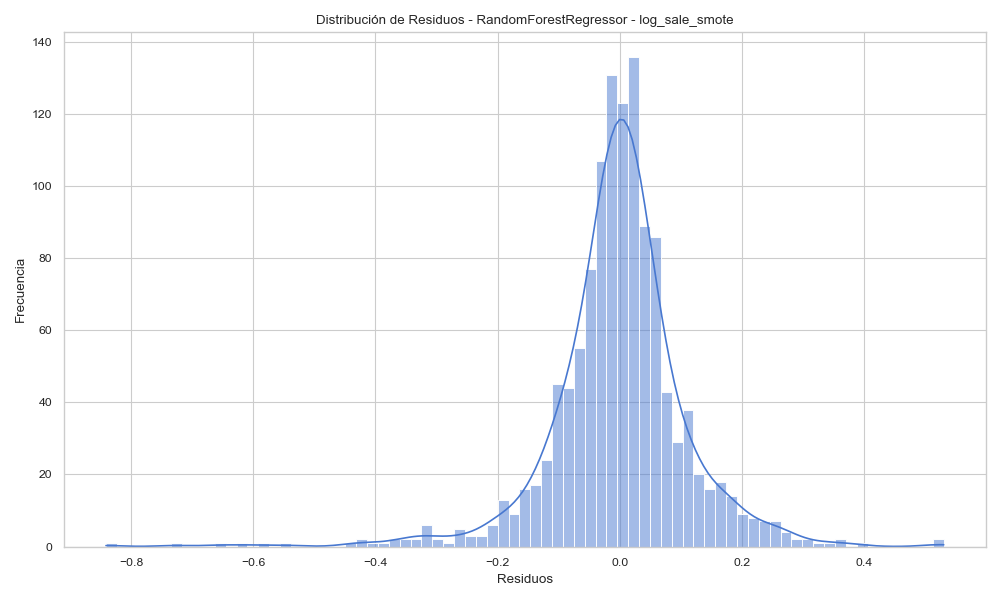 Distribución de Residuos - RandomForestRegressor - log_sale_smote
140
120
100
80
60
40
20
0
Frecuencia
−0.8 −0.6 −0.4 −0.2 0.0 0.2 0.4
Residuos